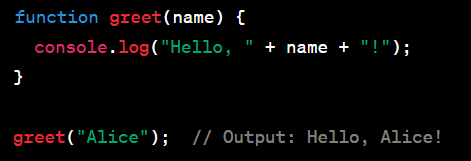 function greet(name) {
  console.log("Hello, " + name + "!");
}

greet("Alice");  // Output: Hello, Alice!